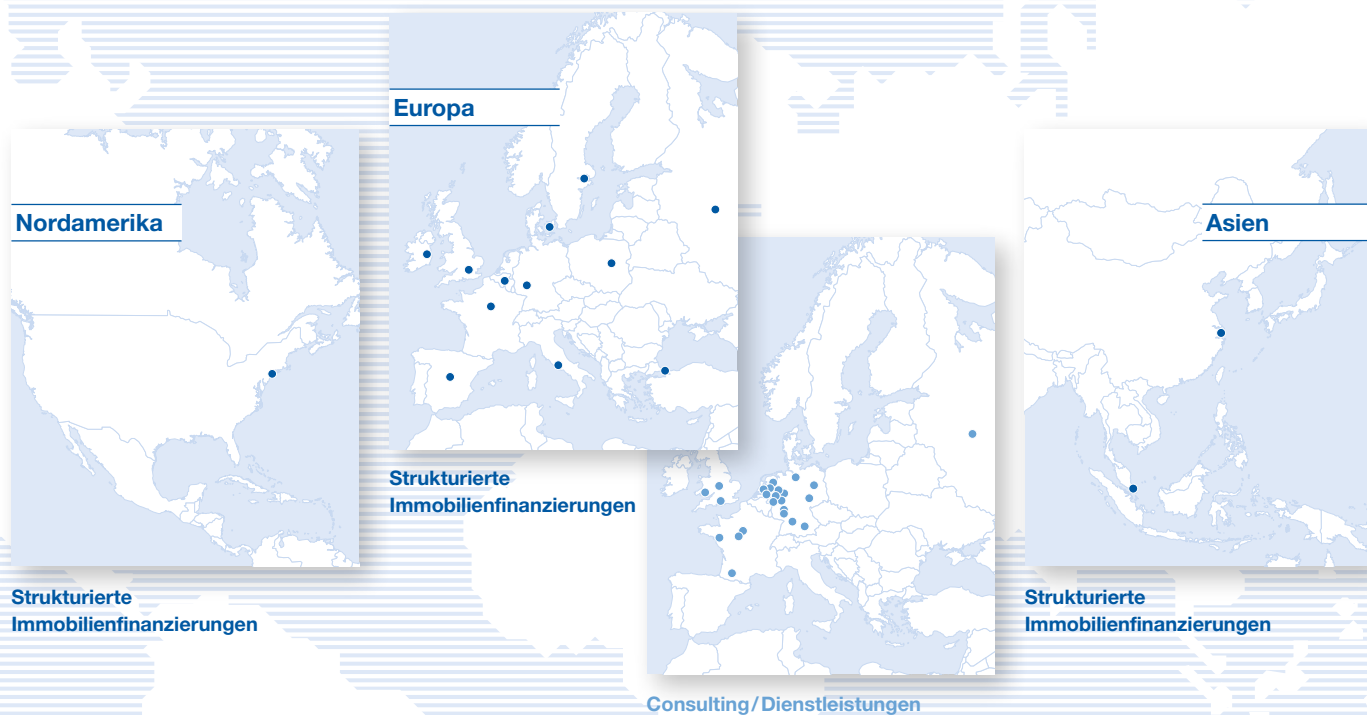 Nordamerika
Strukturierte
Immobilienfinanzierungen
Europa
Strukturierte
Immobilienfinanzierungen
Consulting/Dienstleistungen
Asien
Strukturierte
Immobilienfinanzierungen